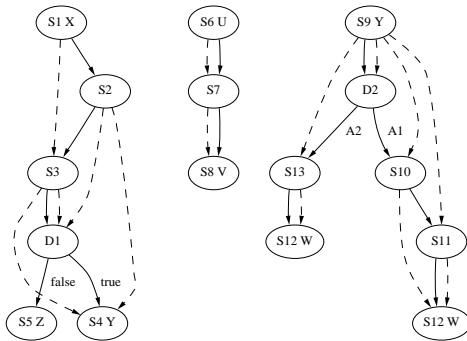 S1 X
S6 U
S9 Y
S2
S7
D2
A2
A1
S3
S8 V
S13
S10
D1
S12 W
S11
false
true
S5 Z
S4 Y
S12 W